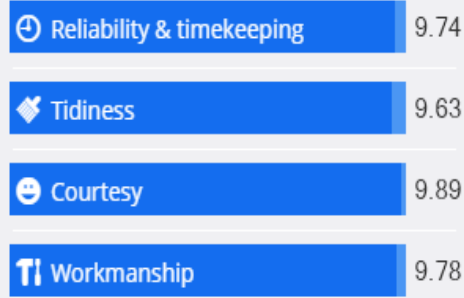 Reliability & timekeeping 9.74
Tidiness 9.63
Courtesy 9.89
Workmanship 9.78